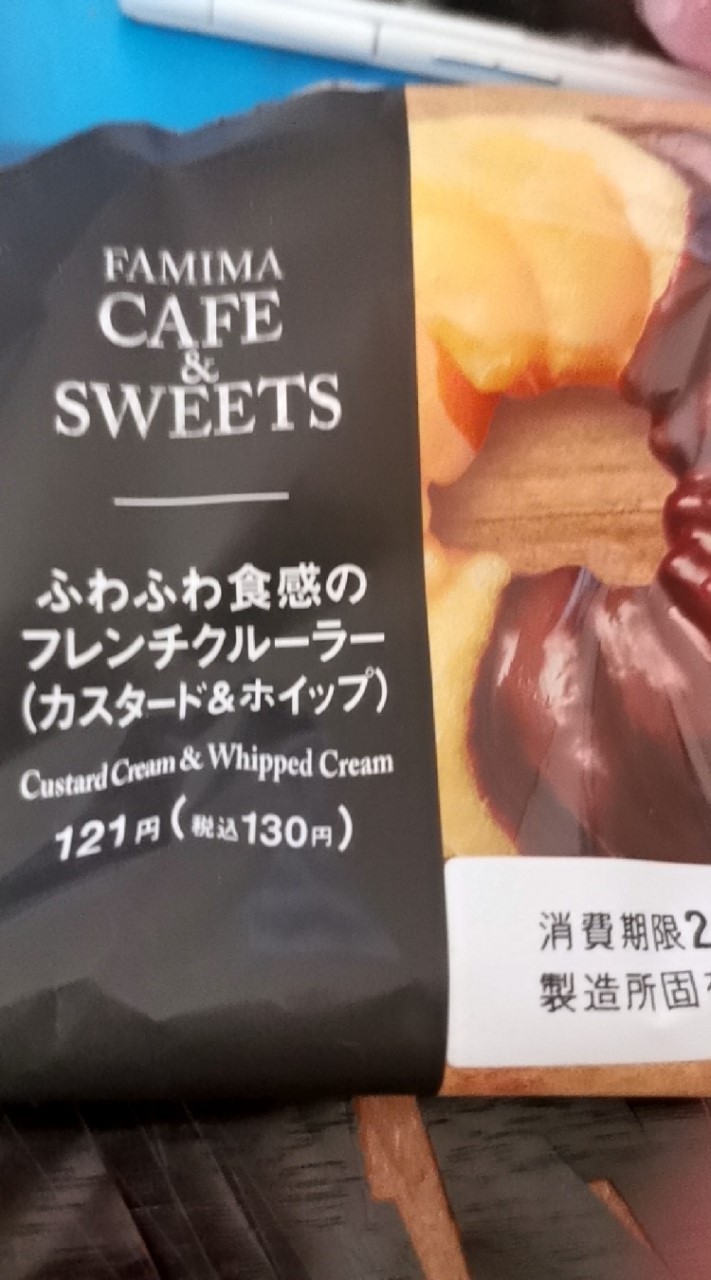 FAMIMA
CAFE
&
SWEETS
ふわふわ食感の
フレンチクルーラー
(カスタード&ホイップ)
Custard Cream & Whipped Cream
121円(税込130円)
消費期限2
製造所固